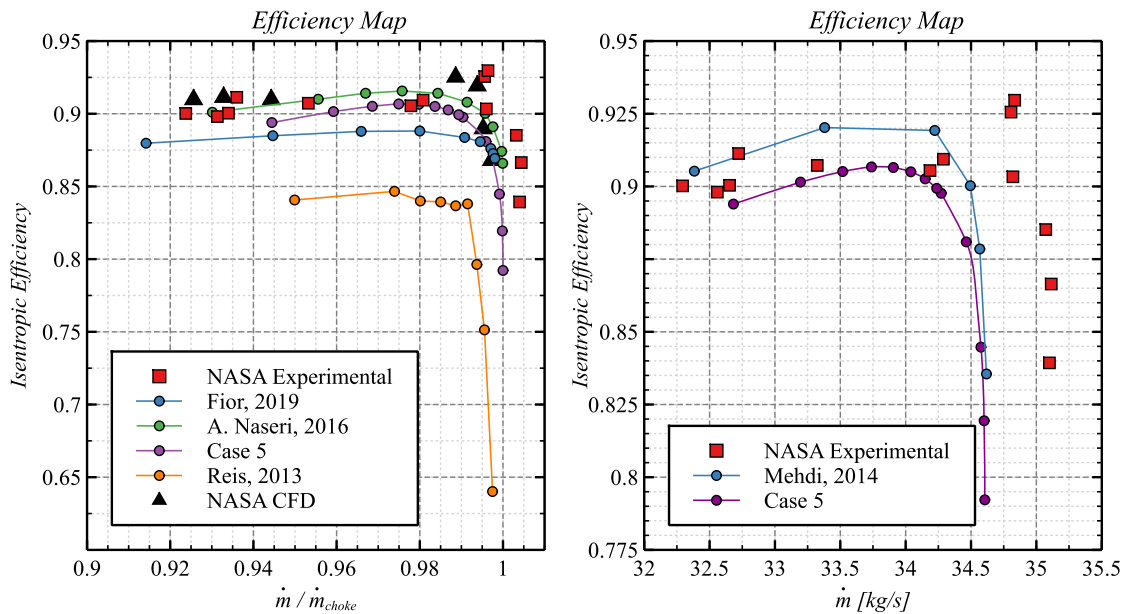 Efficiency Map
0.95
0.9
0.85
0.8
0.75
0.7
0.65
Isentropic Efficiency
NASA Experimental
Fior, 2019
A. Naseri, 2016
Case 5
Reis, 2013
NASA CFD
0.9
0.92
0.94
0.96
0.98
1
ṁ / ṁchoke
Efficiency Map
0.95
0.925
0.9
0.85
0.825
0.8
0.775
Isentropic Efficiency
NASA Experimental
Mehdi, 2014
Case 5
32
32.5
33
33.5
34
34.5
35
35.5
ṁ [kg/s]